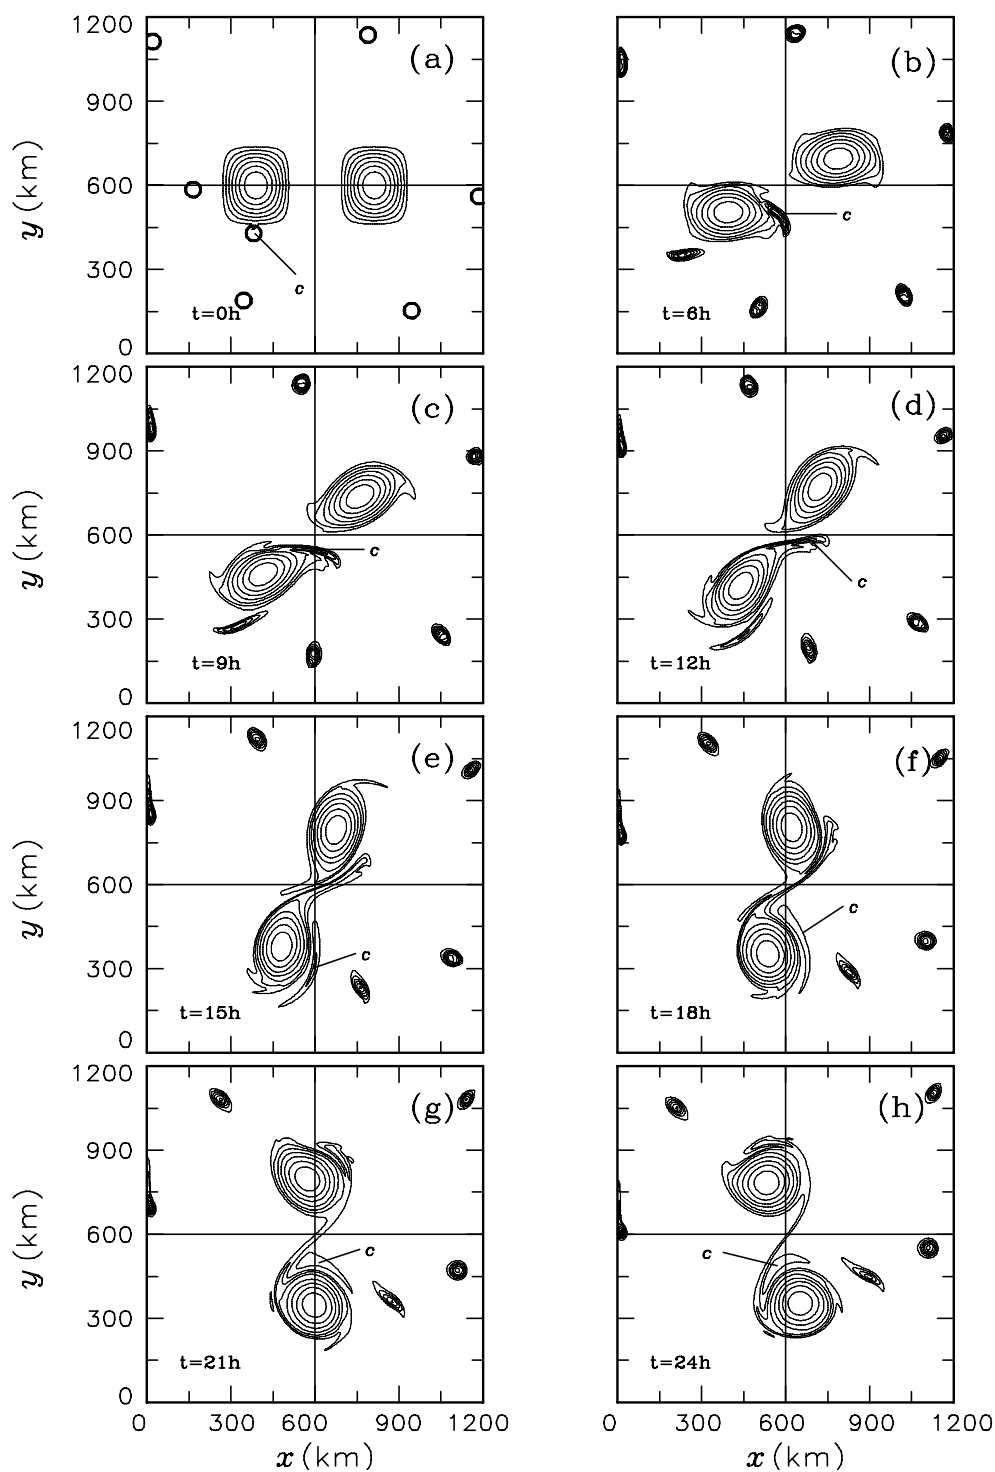 1200
900
600
300
0
y (km)
(a)
c
t=0h
(b)
c
t=6h
1200
900
600
300
0
y (km)
(c)
c
t=9h
(d)
c
t=12h
1200
900
600
300
0
y (km)
(e)
c
t=15h
(f)
c
t=18h
1200
900
600
300
0
y (km)
(g)
c
t=21h
(h)
c
t=24h
0 300 600 900 1200
0 300 600 900 1200
x (km)
x (km)